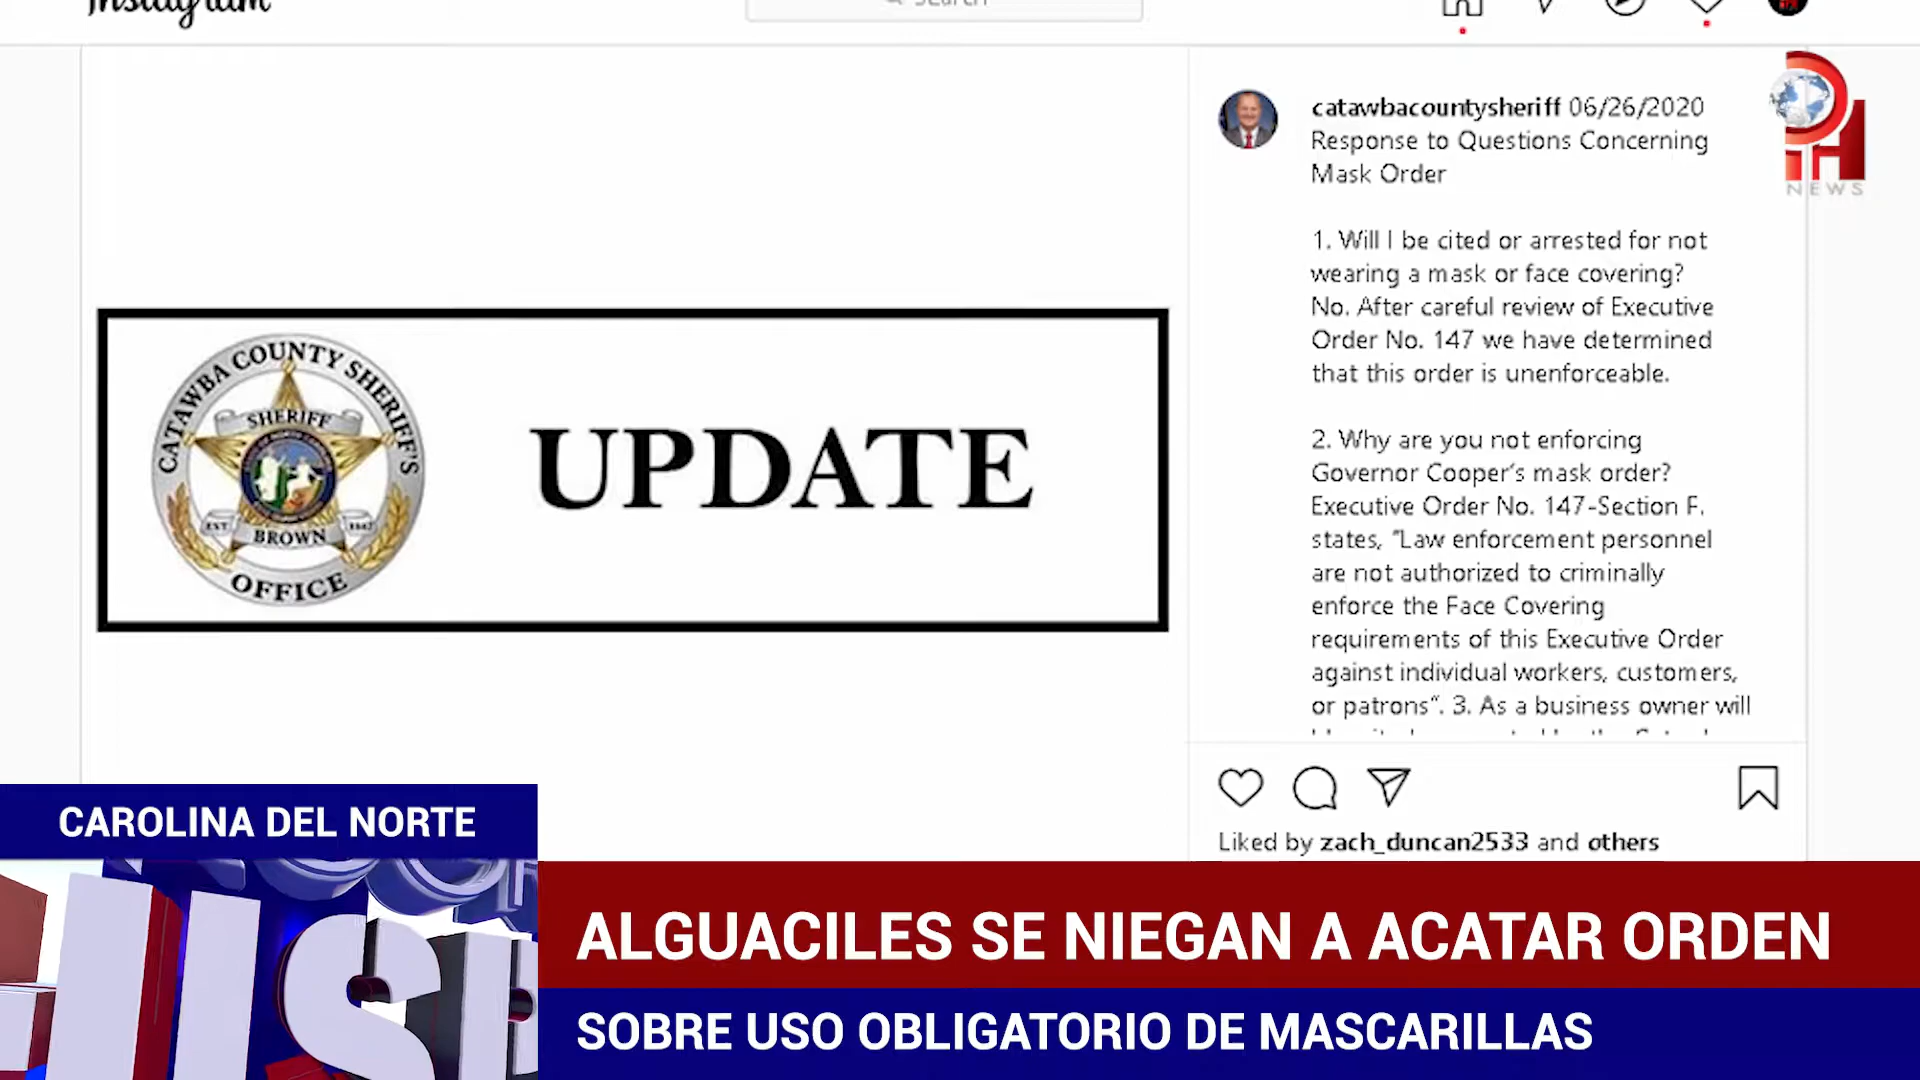 Instagram
Search
catawbacountysheriff 06/26/2020
Response to Questions Concerning
Mask Order
1. Will I be cited or arrested for not
wearing a mask or face covering?
No. After careful review of Executive
Order No. 147 we have determined
that this order is unenforceable.
2. Why are you not enforcing
Governor Cooper's mask order?
Executive Order No. 147-Section F.
states, "Law enforcement personnel
are not authorized to criminally
enforce the Face Covering
requirements of this Executive Order
against individual workers, customers,
or patrons". 3. As a business owner will
Liked by zach_duncan2533 and others
NEWS
CATAWBA COUNTY SHERIFF'S
SHERIFF
EST
BROWN
OFFICE
UPDATE
CAROLINA DEL NORTE
ALGUACILES SE NIEGAN A ACATAR ORDEN
SOBRE USO OBLIGATORIO DE MASCARILLAS